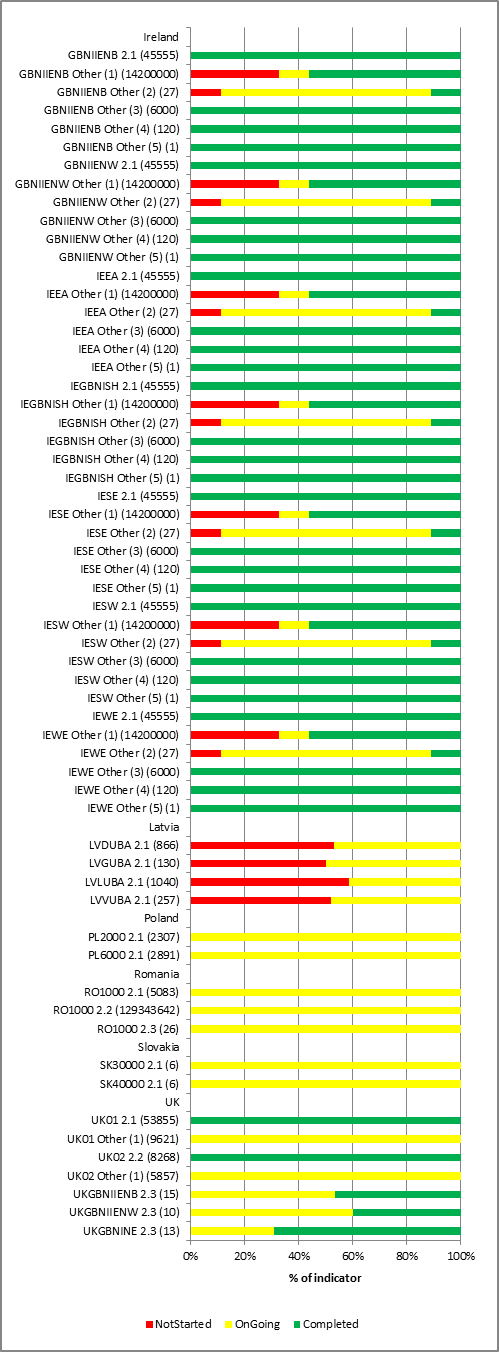 Ireland
GBNIIENB 2.1 (45555)
GBNIIENB Other (1) (14200000)
GBNIIENB Other (2) (27)
GBNIIENB Other (3) (6000)
GBNIIENB Other (4) (120)
GBNIIENB Other (5) (1)
GBNIIENW 2.1 (45555)
GBNIIENW Other (1) (14200000)
GBNIIENW Other (2) (27)
GBNIIENW Other (3) (6000)
GBNIIENW Other (4) (120)
GBNIIENW Other (5) (1)
IEEA 2.1 (45555)
IEEA Other (1) (14200000)
IEEA Other (2) (27)
IEEA Other (3) (6000)
IEEA Other (4) (120)
IEEA Other (5) (1)
IEGBNISH 2.1 (45555)
IEGBNISH Other (1) (14200000)
IEGBNISH Other (2) (27)
IEGBNISH Other (3) (6000)
IEGBNISH Other (4) (120)
IEGBNISH Other (5) (1)
IESE 2.1 (45555)
IESE Other (1) (14200000)
IESE Other (2) (27)
IESE Other (3) (6000)
IESE Other (4) (120)
IESE Other (5) (1)
IESW 2.1 (45555)
IESW Other (1) (14200000)
IESW Other (2) (27)
IESW Other (3) (6000)
IESW Other (4) (120)
IESW Other (5) (1)
IEWE 2.1 (45555)
IEWE Other (1) (14200000)
IEWE Other (2) (27)
IEWE Other (3) (6000)
IEWE Other (4) (120)
IEWE Other (5) (1)
Latvia
LVDUBA 2.1 (866)
LVGUBA 2.1 (130)
LVLUBA 2.1 (1040)
LVVUBA 2.1 (257)
Poland
PL2000 2.1 (2307)
PL6000 2.1 (2891)
Romania
RO1000 2.1 (5083)
RO1000 2.2 (129343642)
RO1000 2.3 (26)
Slovakia
SK30000 2.1 (6)
SK40000 2.1 (6)
UK
UK01 2.1 (53855)
UK01 Other (1) (9621)
UK02 2.2 (8268)
UK02 Other (1) (5857)
UKGBNIIENB 2.3 (15)
UKGBNIIENW 2.3 (10)
UKGBNINE 2.3 (13)
0% 20% 40% 60% 80% 100%
% of indicator
NotStarted OnGoing Completed